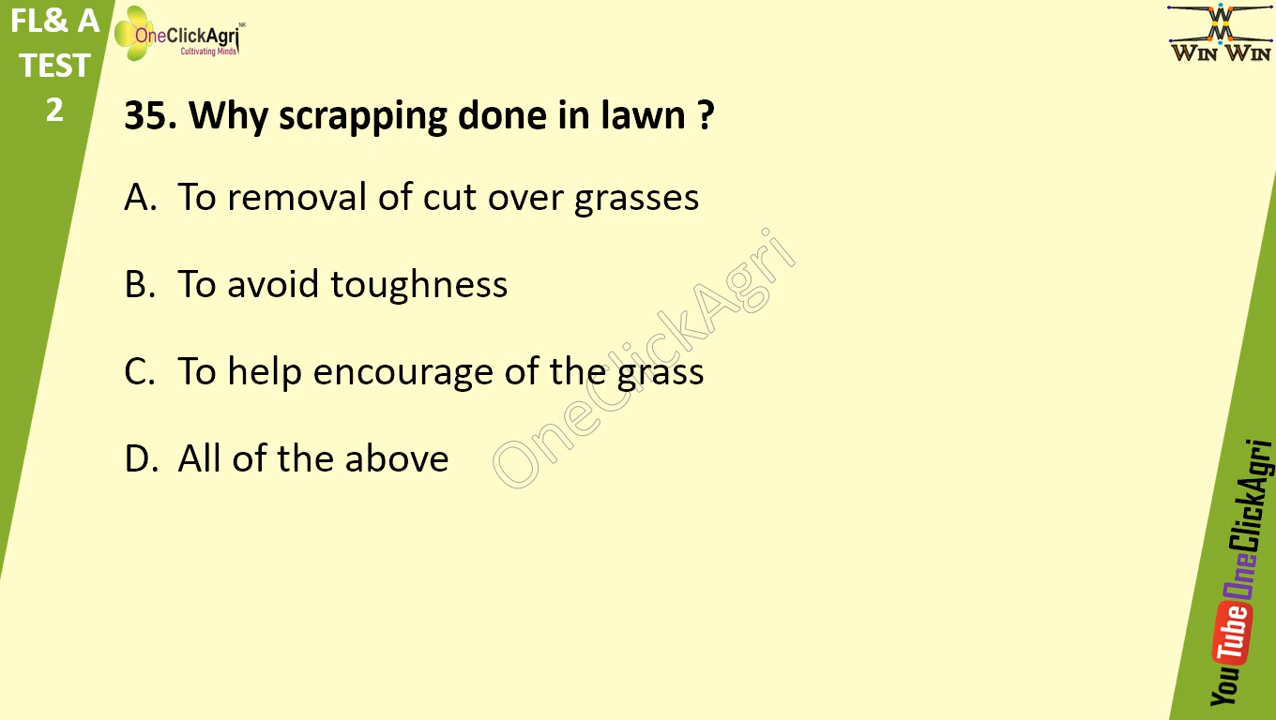 FL& A
TEST
2
OneClickAgri NK
Cultivating Minds
WIN WIN
35. Why scrapping done in lawn ?
A. To removal of cut over grasses
B. To avoid toughness
C. To help encourage of the grass
D. All of the above
OneClickAgri
YouTube OneClickAgri